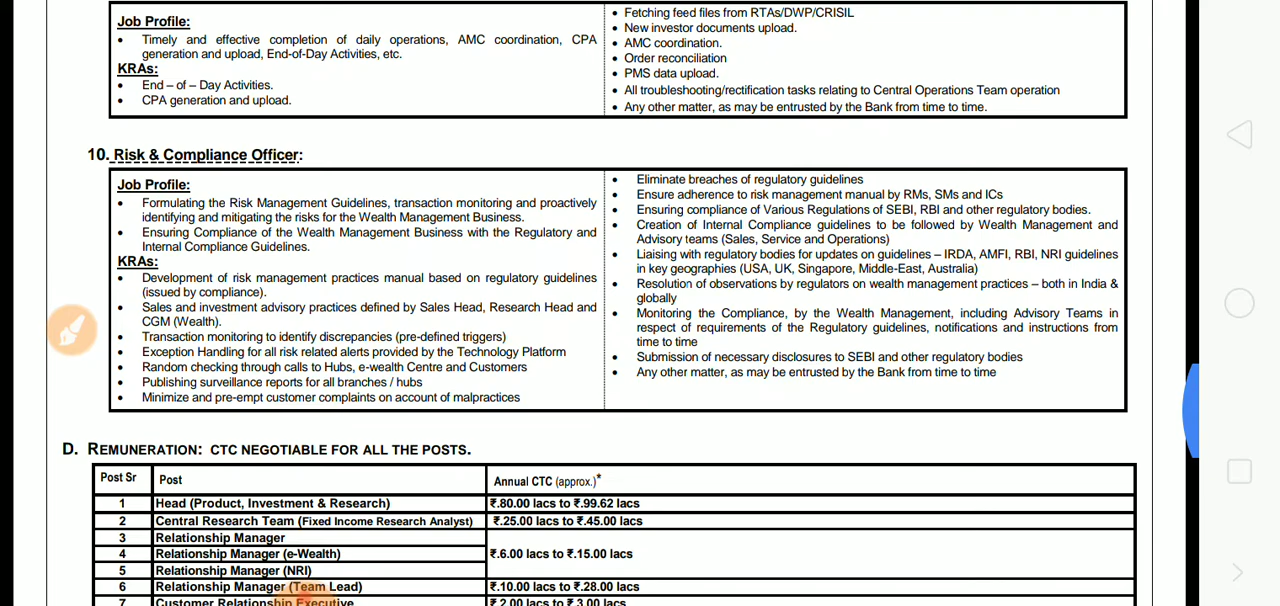 Job Profile:
• Timely and effective completion of daily operations, AMC coordination, CPA
generation and upload, End-of-Day Activities, etc.
KRAs:
• End – of – Day Activities.
• CPA generation and upload.
• Fetching feed files from RTAs/DWP/CRISIL
• New investor documents upload.
• AMC coordination.
• Order reconciliation
• PMS data upload.
• All troubleshooting/rectification tasks relating to Central Operations Team operation
• Any other matter, as may be entrusted by the Bank from time to time.
10. Risk & Compliance Officer:
Job Profile:
• Formulating the Risk Management Guidelines, transaction monitoring and proactively
identifying and mitigating the risks for the Wealth Management Business.
• Ensuring Compliance of the Wealth Management Business with the Regulatory and
Internal Compliance Guidelines.
KRAs:
• Development of risk management practices manual based on regulatory guidelines
(issued by compliance).
• Sales and investment advisory practices defined by Sales Head, Research Head and
CGM (Wealth).
• Transaction monitoring to identify discrepancies (pre-defined triggers)
• Exception Handling for all risk related alerts provided by the Technology Platform
• Random checking through calls to Hubs, e-wealth Centre and Customers
• Publishing surveillance reports for all branches / hubs
• Minimize and pre-empt customer complaints on account of malpractices
• Eliminate breaches of regulatory guidelines
• Ensure adherence to risk management manual by RMs, SMs and ICs
• Ensuring compliance of Various Regulations of SEBI, RBI and other regulatory bodies.
• Creation of Internal Compliance guidelines to be followed by Wealth Management and
Advisory teams (Sales, Service and Operations)
• Liaising with regulatory bodies for updates on guidelines – IRDA, AMFI, RBI, NRI guidelines
in key geographies (USA, UK, Singapore, Middle-East, Australia)
• Resolution of observations by regulators on wealth management practices – both in India &
globally
• Monitoring the Compliance, by the Wealth Management, including Advisory Teams in
respect of requirements of the Regulatory guidelines, notifications and instructions from
time to time
• Submission of necessary disclosures to SEBI and other regulatory bodies
• Any other matter, as may be entrusted by the Bank from time to time
D. REMUNERATION: CTC NEGOTIABLE FOR ALL THE POSTS.
Post Sr Post Annual CTC (approx.)*
1 Head (Product, Investment & Research) ₹.80.00 lacs to ₹.99.62 lacs
2 Central Research Team (Fixed Income Research Analyst) ₹.25.00 lacs to ₹.45.00 lacs
3 Relationship Manager
4 Relationship Manager (e-Wealth) ₹.6.00 lacs to ₹.15.00 lacs
5 Relationship Manager (NRI)
6 Relationship Manager (Team Lead) ₹.10.00 lacs to ₹.28.00 lacs
7 Customer Relationship Executive ₹ 2.00 lacs to ₹ 3.00 lacs